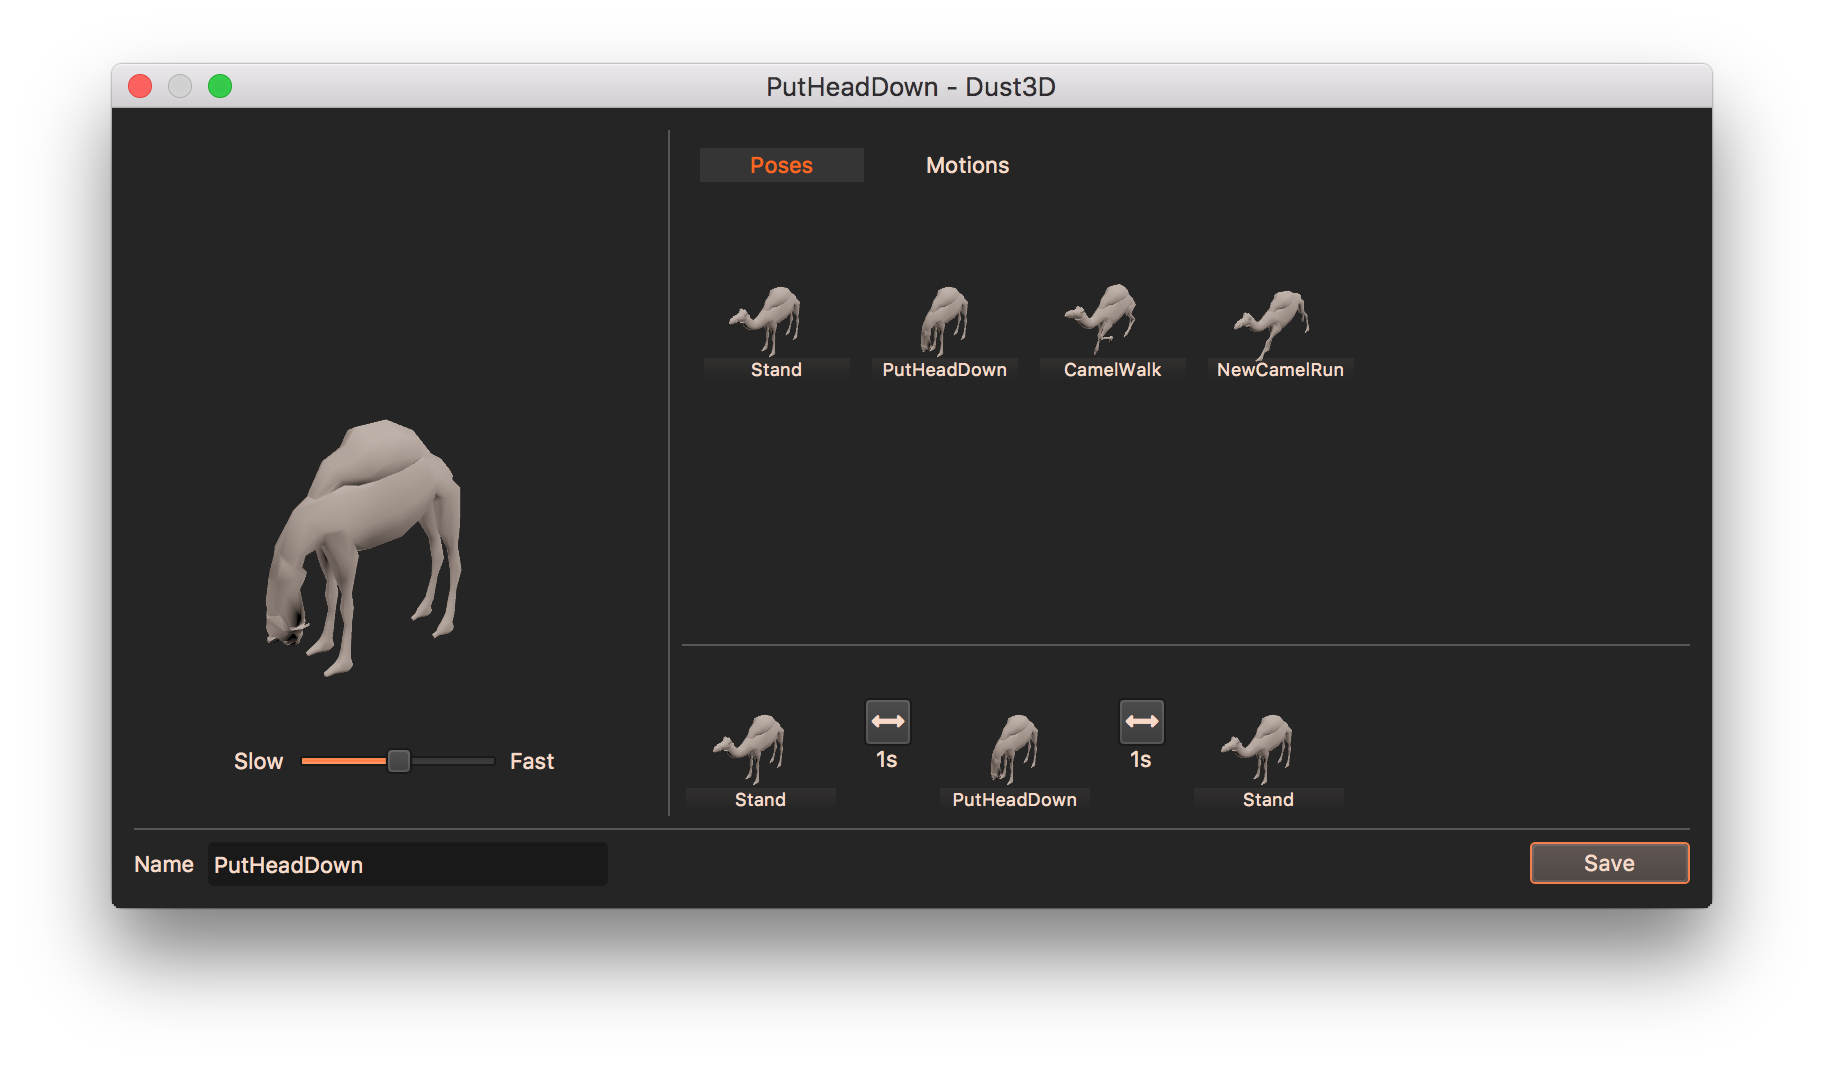 PutHeadDown - Dust3D
Poses Motions
Stand PutHeadDown CamelWalk NewCamelRun
1s 1s
Slow Fast
Stand PutHeadDown Stand
Name PutHeadDown Save